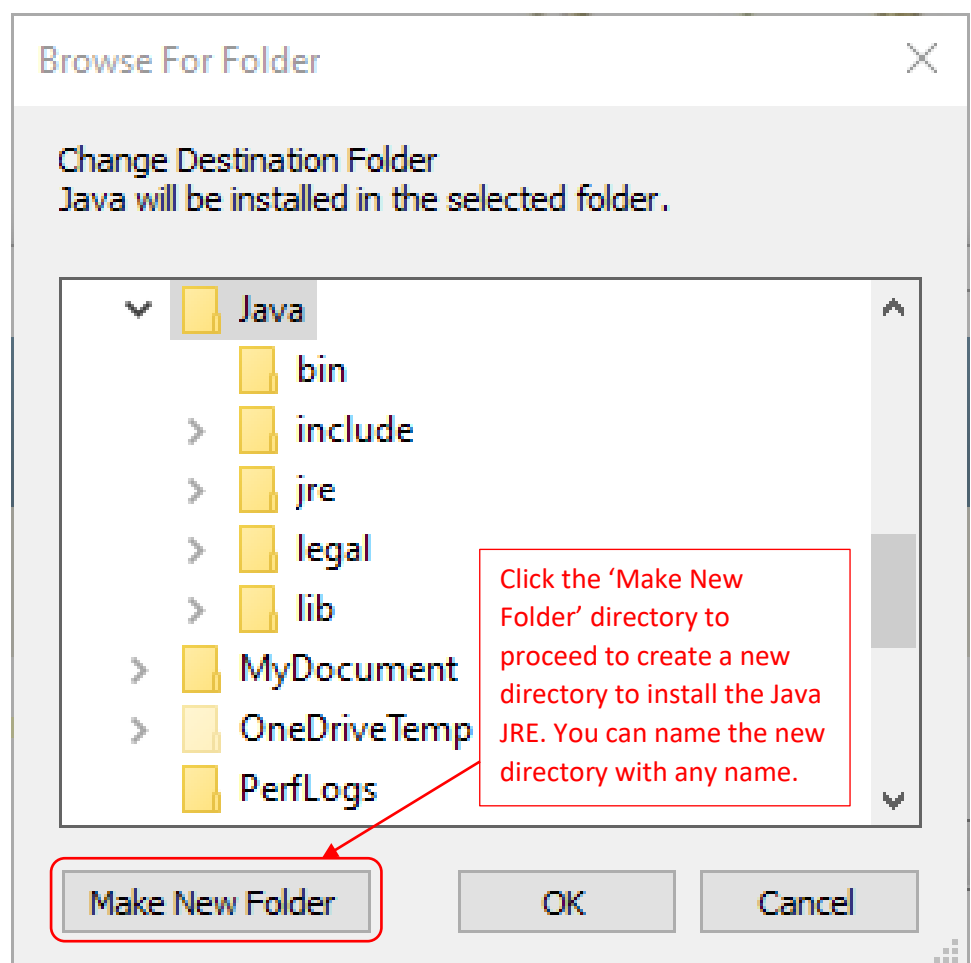 Browse For Folder
Change Destination Folder
Java will be installed in the selected folder.
Java
bin
include
jre
legal
lib
MyDocument
OneDriveTemp
PerfLogs
Click the ‘Make New
Folder’ directory to
proceed to create a new
directory to install the Java
JRE. You can name the new
directory with any name.
Make New Folder
OK
Cancel